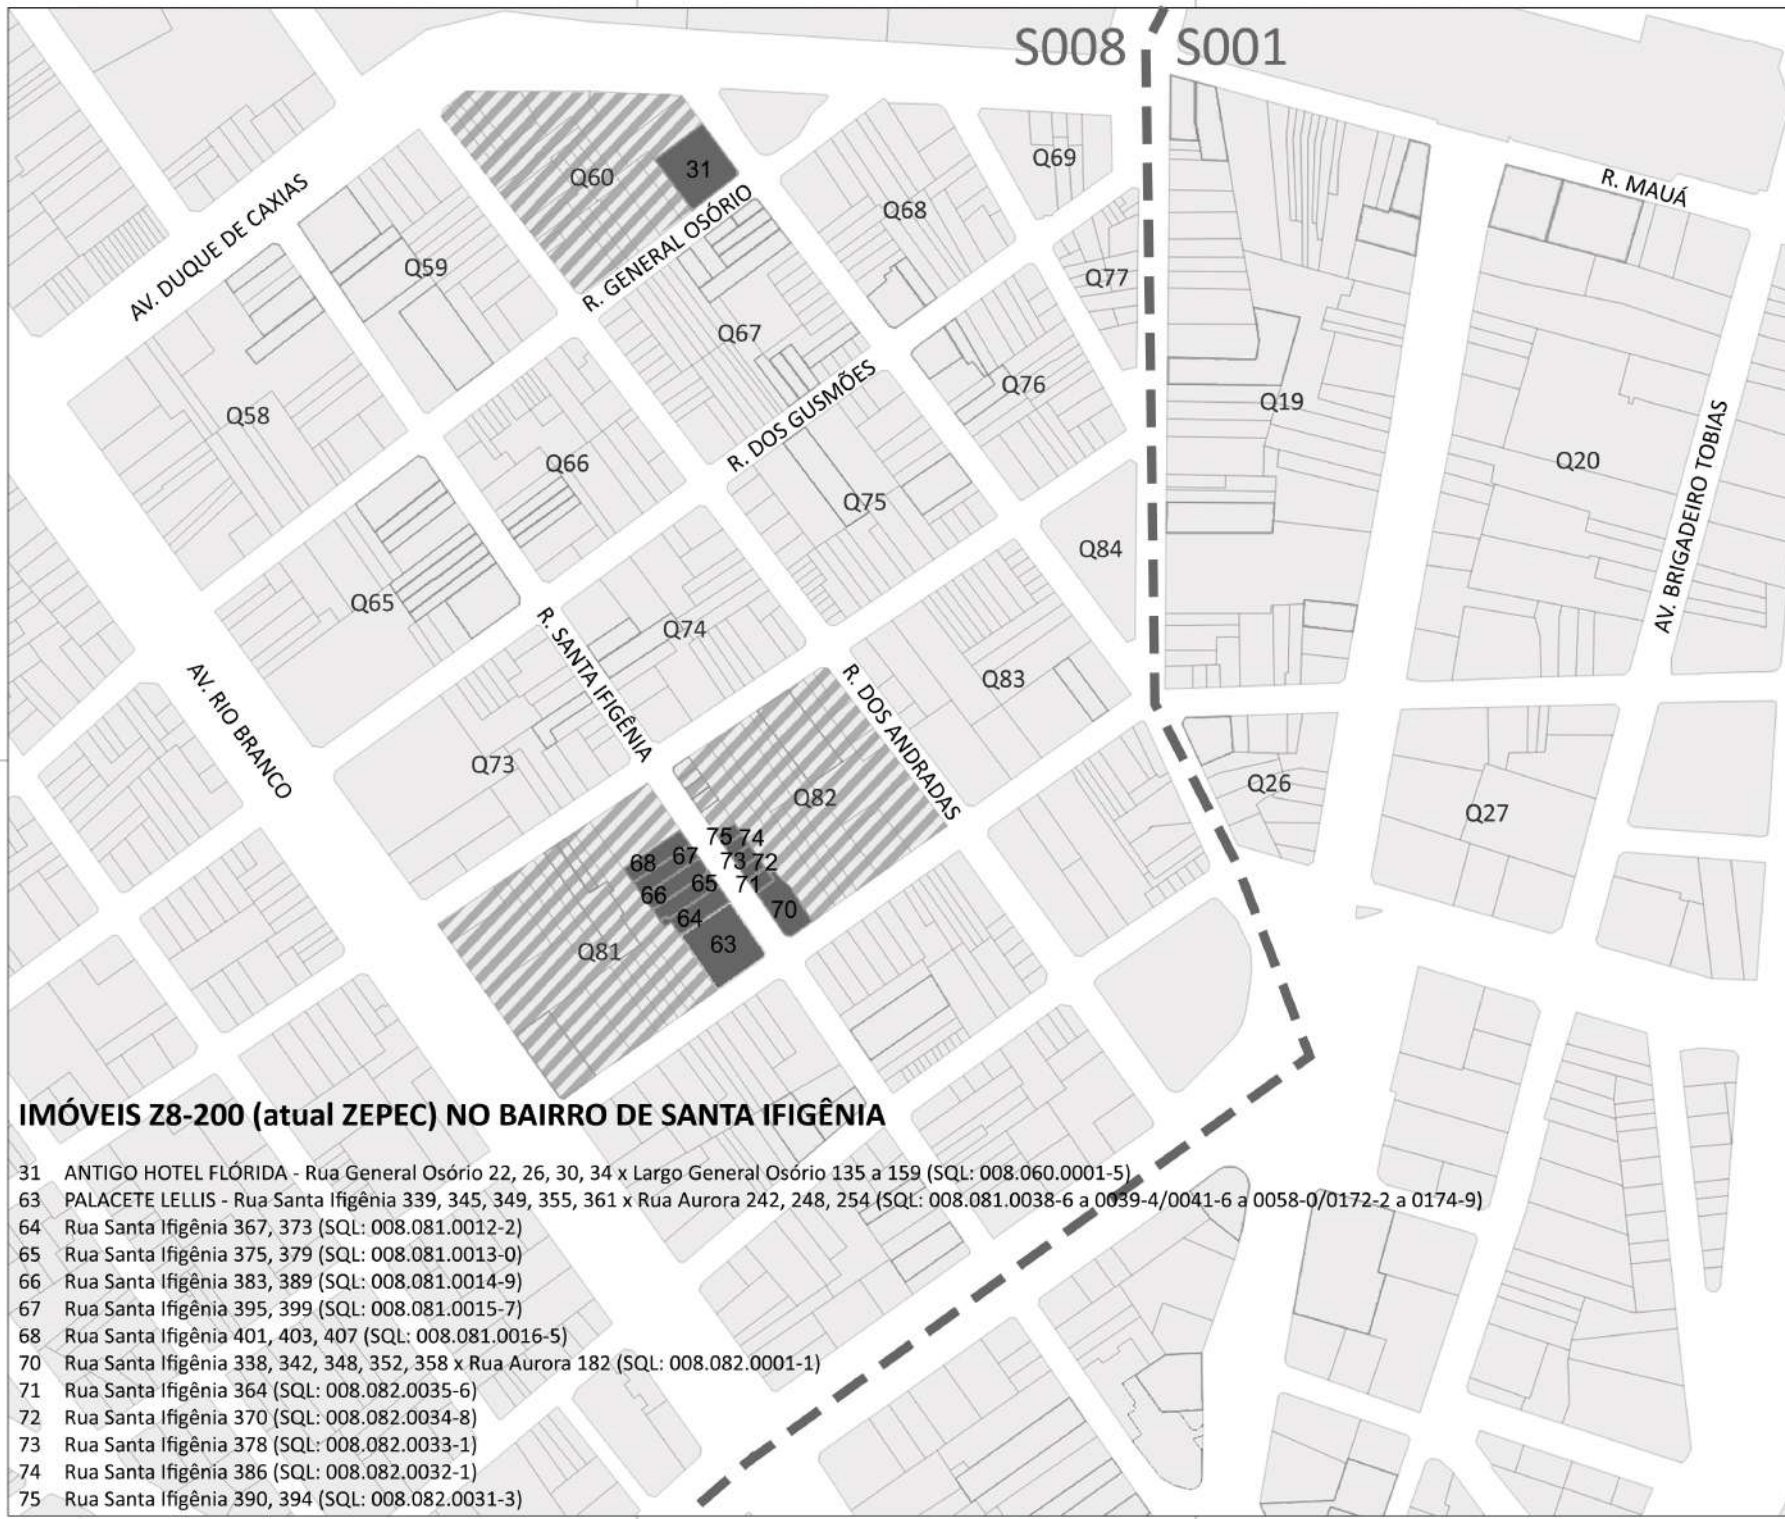 S008 S001
R. MAUÁ
Q69
31
Q60
Q68
AV. DUQUE DE CAXIAS
R. GENERAL OSÓRIO
Q59
Q77
Q67
Q76
Q19
R. DOS GUSMÕES
Q58
Q66
Q20
AV. BRIGADEIRO TOBIAS
Q75
Q84
Q65
Q74
R. SANTA IFIGÊNIA
Q83
AV. RIO BRANCO
R. DOS ANDRADAS
Q73
Q82
Q26
Q27
75 74
68 67 73 72
66 65 71
64 70
63
Q81
IMÓVEIS Z8-200 (atual ZEPEC) NO BAIRRO DE SANTA IFIGÊNIA
31 ANTIGO HOTEL FLÓRIDA - Rua General Osório 22, 26, 30, 34 x Largo General Osório 135 a 159 (SQL: 008.060.0001-5)
63 PALACETE LELLIS - Rua Santa Ifigênia 339, 345, 349, 355, 361 x Rua Aurora 242, 248, 254 (SQL: 008.081.0038-6 a 0039-4/0041-6 a 0058-0/0172-2 a 0174-9)
64 Rua Santa Ifigênia 367, 373 (SQL: 008.081.0012-2)
65 Rua Santa Ifigênia 375, 379 (SQL: 008.081.0013-0)
66 Rua Santa Ifigênia 383, 389 (SQL: 008.081.0014-9)
67 Rua Santa Ifigênia 395, 399 (SQL: 008.081.0015-7)
68 Rua Santa Ifigênia 401, 403, 407 (SQL: 008.081.0016-5)
70 Rua Santa Ifigênia 338, 342, 348, 352, 358 x Rua Aurora 182 (SQL: 008.082.0001-1)
71 Rua Santa Ifigênia 364 (SQL: 008.082.0035-6)
72 Rua Santa Ifigênia 370 (SQL: 008.082.0034-8)
73 Rua Santa Ifigênia 378 (SQL: 008.082.0033-1)
74 Rua Santa Ifigênia 386 (SQL: 008.082.0032-1)
75 Rua Santa Ifigênia 390, 394 (SQL: 008.082.0031-3)